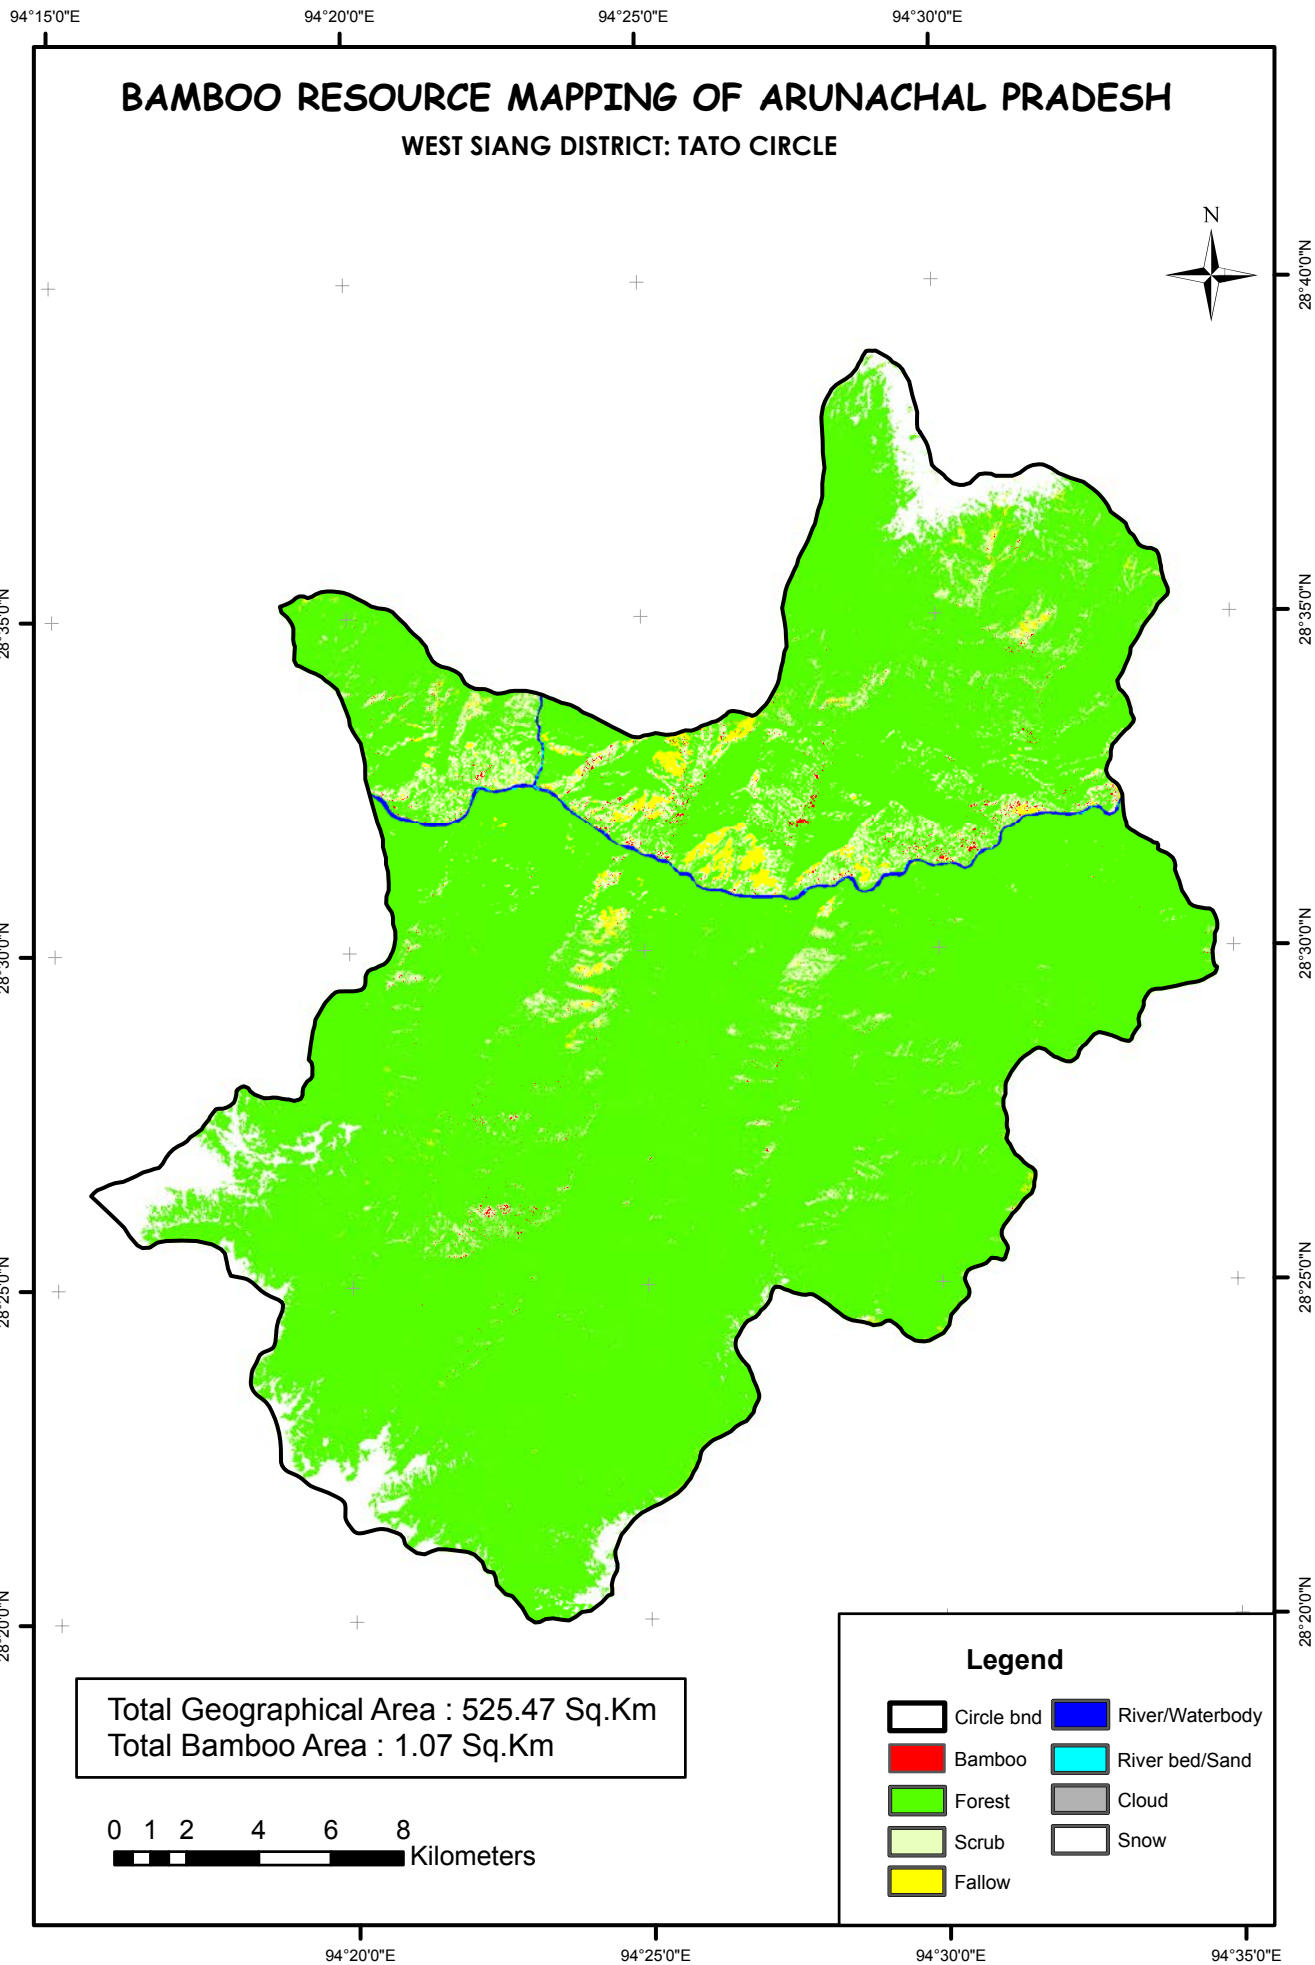 94°15'0"E 94°20'0"E 94°25'0"E 94°30'0"E
BAMBOO RESOURCE MAPPING OF ARUNACHAL PRADESH
WEST SIANG DISTRICT: TATO CIRCLE
N
28°40'0"N
28°35'0"N 28°35'0"N
28°30'0"N 28°30'0"N
28°25'0"N 28°25'0"N
28°20'0"N 28°20'0"N
Total Geographical Area : 525.47 Sq.Km
Total Bamboo Area : 1.07 Sq.Km
0 1 2 4 6 8
Kilometers
Legend
Circle bnd
Bamboo
Forest
Scrub
Fallow
River/Waterbody
River bed/Sand
Cloud
Snow
94°20'0"E 94°25'0"E 94°30'0"E 94°35'0"E